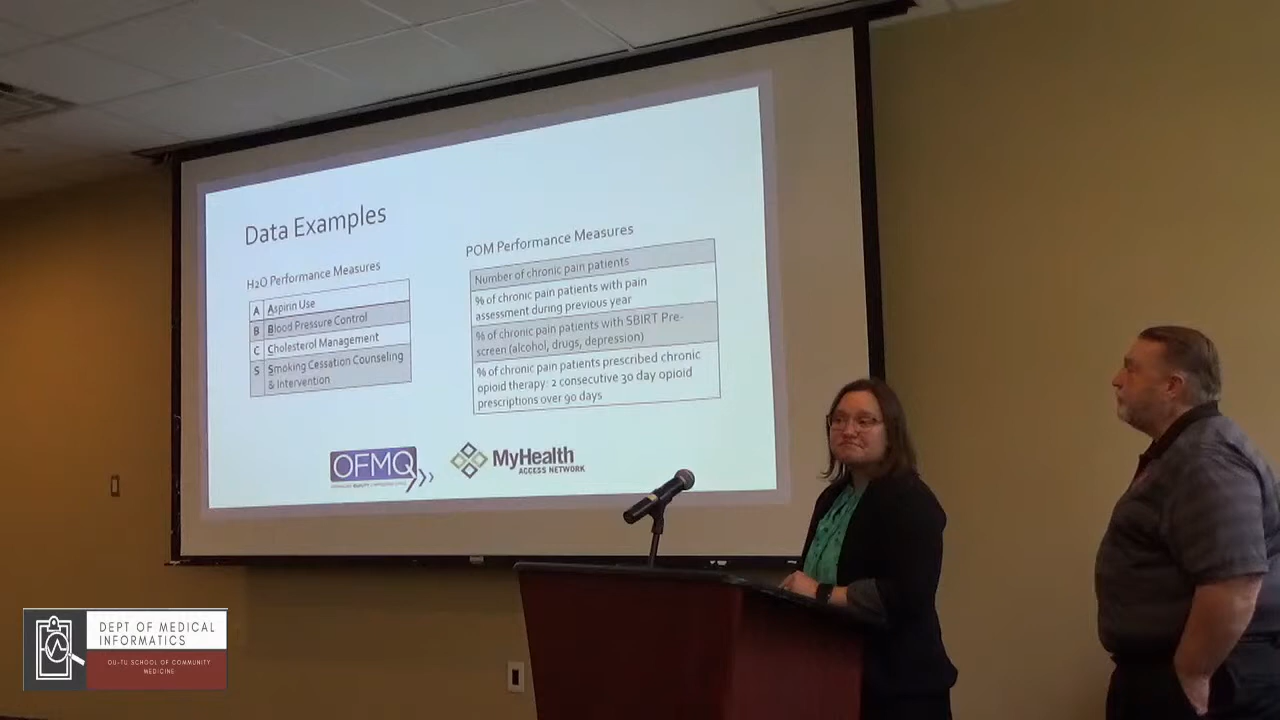 Data Examples
H2O Performance Measures
A Aspirin Use
B Blood Pressure Control
C Cholesterol Management
S Smoking Cessation Counseling
& Intervention
POM Performance Measures
Number of chronic pain patients
% of chronic pain patients with pain
assessment during previous year
% of chronic pain patients with SBIRT Pre-
screen (alcohol, drugs, depression)
% of chronic pain patients prescribed chronic
opioid therapy: 2 consecutive 30 day opioid
prescriptions over 90 days
OFMQ
MyHealth
ACCESS NETWORK
DEPT OF MEDICAL
INFORMATICS
OU-TU SCHOOL OF COMMUNITY
MEDICINE